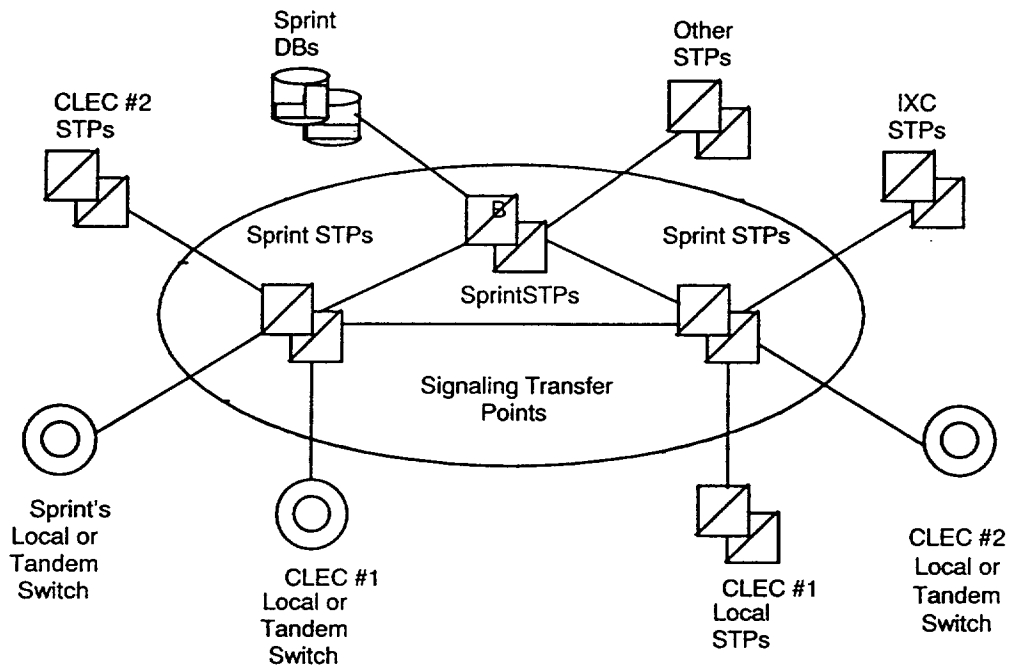 Sprint
DBs
Other
STPs
CLEC #2
STPs
IXC
STPs
B
Sprint STPs
Sprint STPs
SprintSTPs
Signaling Transfer
Points
Sprint's
Local or
Tandem
Switch
CLEC #1
Local or
Tandem
Switch
CLEC #1
Local
STPs
CLEC #2
Local or
Tandem
Switch